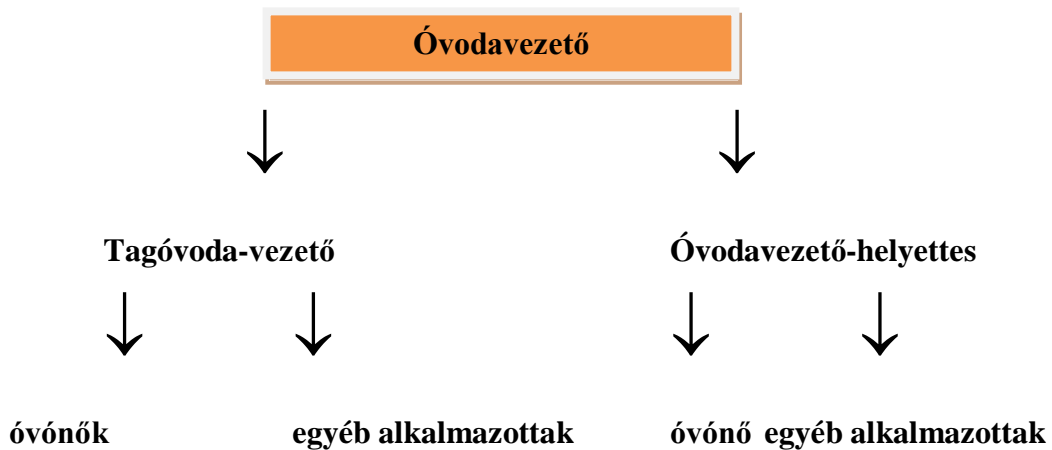 Óvodavezető
Tagóvoda-vezető Óvodavezető-helyettes
óvónők egyéb alkalmazottak óvónő egyéb alkalmazottak